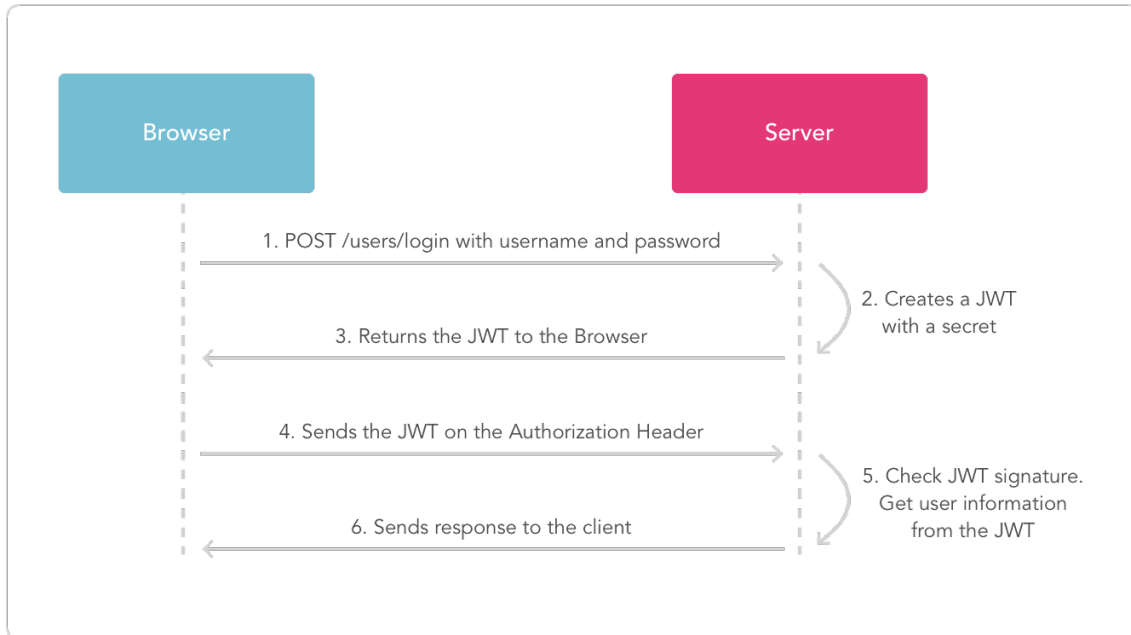 Browser
Server
1. POST /users/login with username and password
2. Creates a JWT
with a secret
3. Returns the JWT to the Browser
4. Sends the JWT on the Authorization Header
5. Check JWT signature.
Get user information
from the JWT
6. Sends response to the client